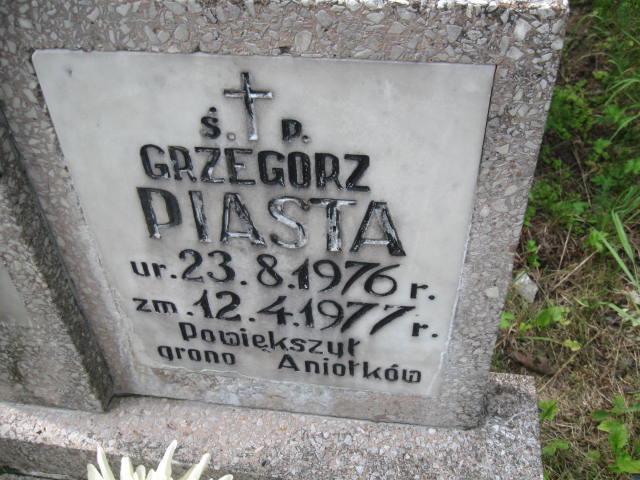 Ś. P.
GRZEGORZ
PIASTA
ur. 23.8.1976 r.
zm. 12.4.1977 r.
Powiększył
grono Aniołków